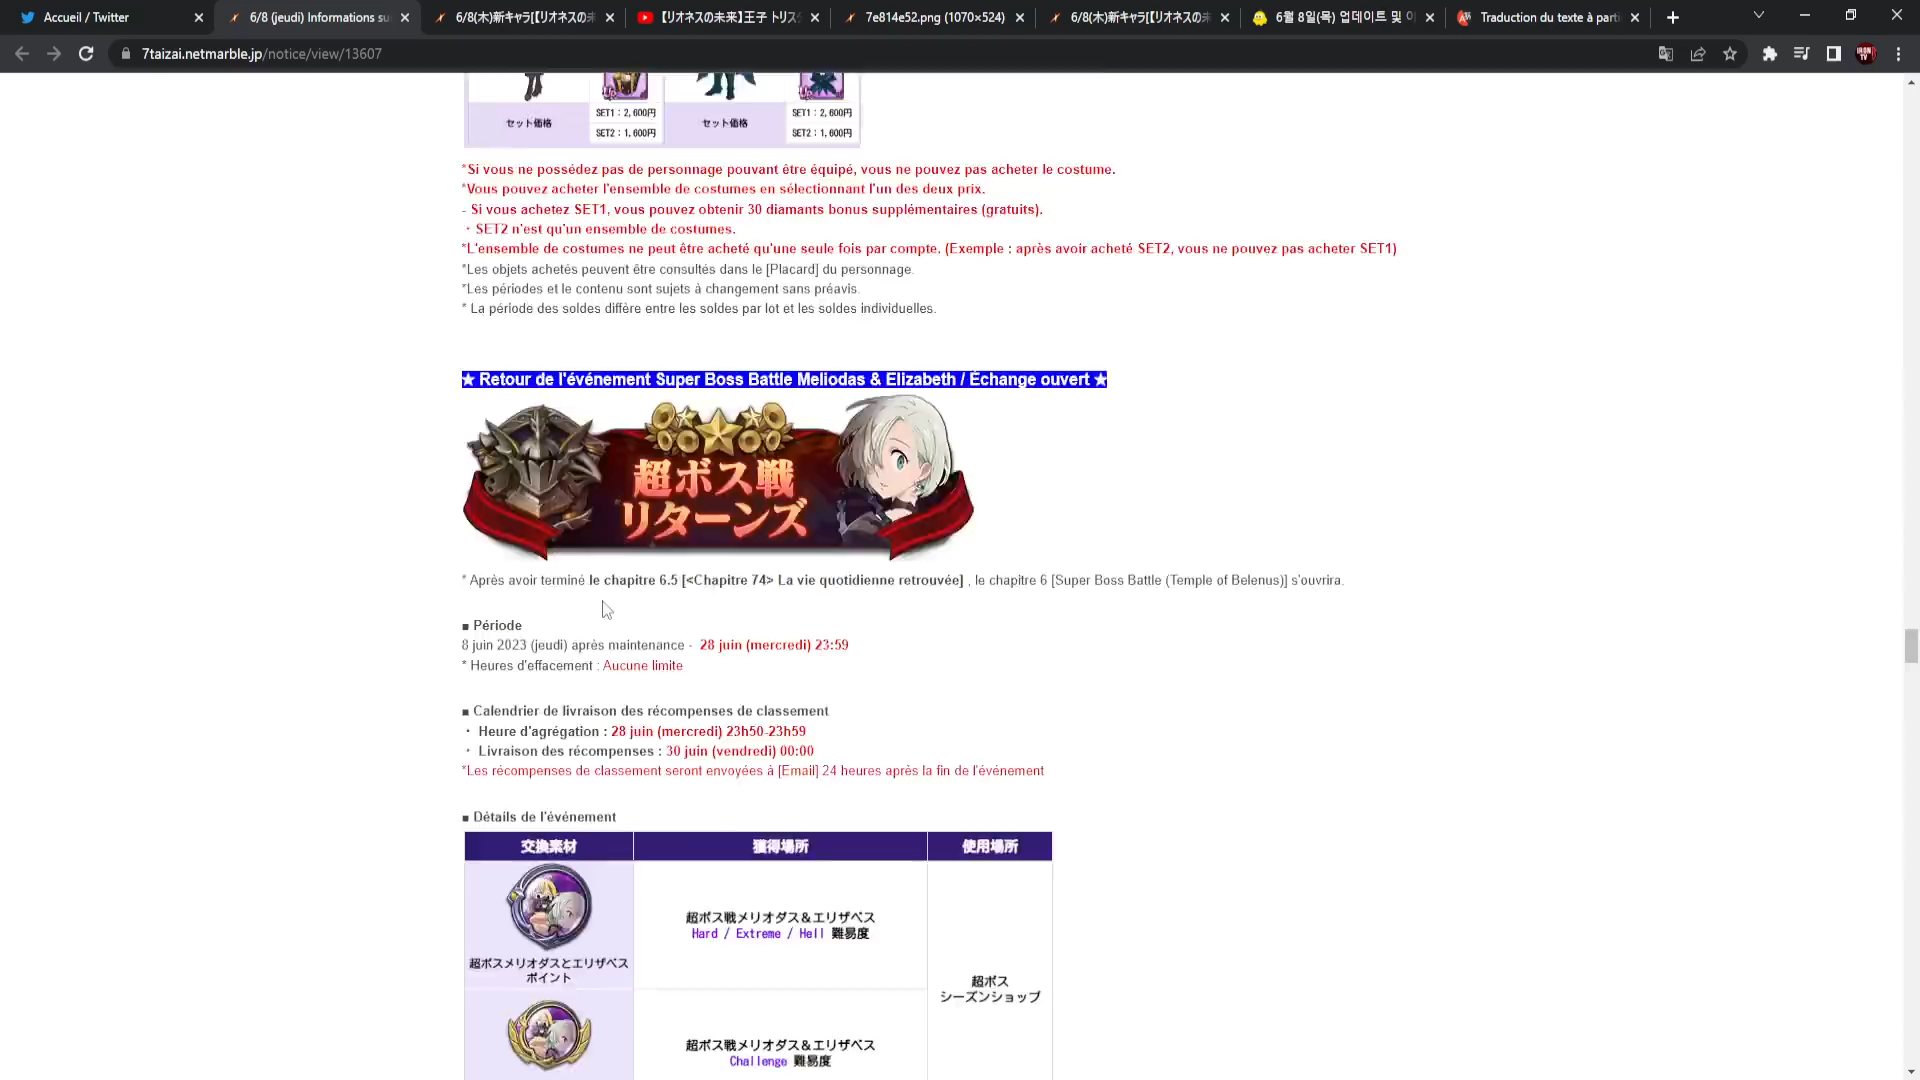 Accueil / Twitter
6/8 (jeudi) Informations su
6/8(木)新キャラ[【リオネスの未
【リオネスの未来】王子 トリス
7e814e52.png (1070×524)
6/8(木)新キャラ[【リオネスの未
6월 8일(목) 업데이트 및 이
Traduction du texte à parti
7taizai.netmarble.jp/notice/view/13607
セット価格
SET1：2,600円
SET2：1,600円
セット価格
SET1：2,600円
SET2：1,600円
*Si vous ne possédez pas de personnage pouvant être équipé, vous ne pouvez pas acheter le costume.
*Vous pouvez acheter l'ensemble de costumes en sélectionnant l'un des deux prix.
- Si vous achetez SET1, vous pouvez obtenir 30 diamants bonus supplémentaires (gratuits).
・ SET2 n'est qu'un ensemble de costumes.
*L'ensemble de costumes ne peut être acheté qu'une seule fois par compte. (Exemple : après avoir acheté SET2, vous ne pouvez pas acheter SET1)
*Les objets achetés peuvent être consultés dans le [Placard] du personnage.
*Les périodes et le contenu sont sujets à changement sans préavis.
* La période des soldes diffère entre les soldes par lot et les soldes individuelles.
★ Retour de l'événement Super Boss Battle Meliodas & Elizabeth / Échange ouvert ★
超ボス戦
リターンズ
* Après avoir terminé le chapitre 6.5 [<Chapitre 74> La vie quotidienne retrouvée] , le chapitre 6 [Super Boss Battle (Temple of Belenus)] s'ouvrira.
■ Période
8 juin 2023 (jeudi) après maintenance - 28 juin (mercredi) 23:59
* Heures d'effacement : Aucune limite
■ Calendrier de livraison des récompenses de classement
・ Heure d'agrégation : 28 juin (mercredi) 23h50-23h59
・ Livraison des récompenses : 30 juin (vendredi) 00:00
*Les récompenses de classement seront envoyées à [Email] 24 heures après la fin de l'événement
■ Détails de l'événement
交換素材
獲得場所
使用場所
超ボス戦メリオダス＆エリザベス
Hard / Extreme / Hell 難易度
超ボスメリオダスとエリザベス
ポイント
超ボス
シーズンショップ
超ボス戦メリオダス＆エリザベス
Challenge 難易度